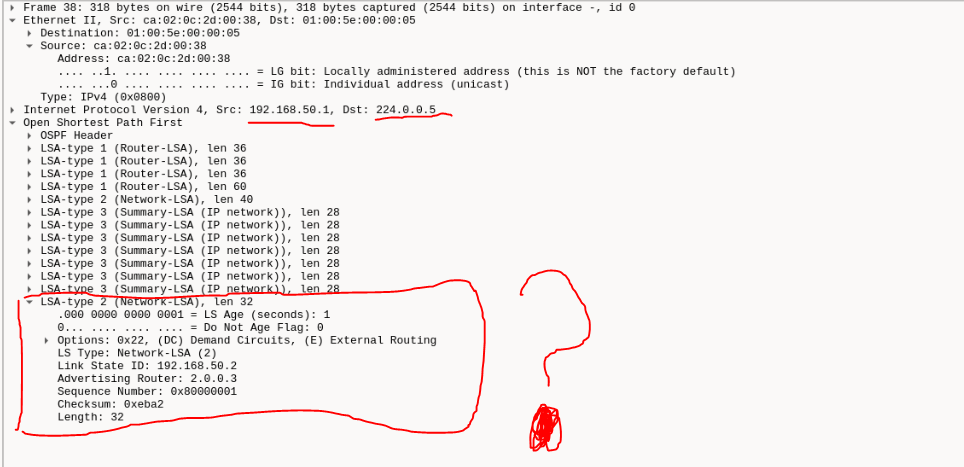 Frame 38: 318 bytes on wire (2544 bits), 318 bytes captured (2544 bits) on interface -, id 0
Ethernet II, Src: ca:02:0c:2d:00:38, Dst: 01:00:5e:00:00:05
Destination: 01:00:5e:00:00:05
Source: ca:02:0c:2d:00:38
Address: ca:02:0c:2d:00:38
.... ..1. .... .... .... .... = LG bit: Locally administered address (this is NOT the factory default)
.... ...0 .... .... .... .... = IG bit: Individual address (unicast)
Type: IPv4 (0x0800)
Internet Protocol Version 4, Src: 192.168.50.1, Dst: 224.0.0.5
Open Shortest Path First
OSPF Header
LSA-type 1 (Router-LSA), len 36
LSA-type 1 (Router-LSA), len 36
LSA-type 1 (Router-LSA), len 36
LSA-type 1 (Router-LSA), len 60
LSA-type 2 (Network-LSA), len 40
LSA-type 3 (Summary-LSA (IP network)), len 28
LSA-type 3 (Summary-LSA (IP network)), len 28
LSA-type 3 (Summary-LSA (IP network)), len 28
LSA-type 3 (Summary-LSA (IP network)), len 28
LSA-type 3 (Summary-LSA (IP network)), len 28
LSA-type 3 (Summary-LSA (IP network)), len 28
LSA-type 3 (Summary-LSA (IP network)), len 28
LSA-type 2 (Network-LSA), len 32
.000 0000 0000 0001 = LS Age (seconds): 1
0... .... .... .... = Do Not Age Flag: 0
Options: 0x22, (DC) Demand Circuits, (E) External Routing
LS Type: Network-LSA (2)
Link State ID: 192.168.50.2
Advertising Router: 2.0.0.3
Sequence Number: 0x80000001
Checksum: 0xeba2
Length: 32
?